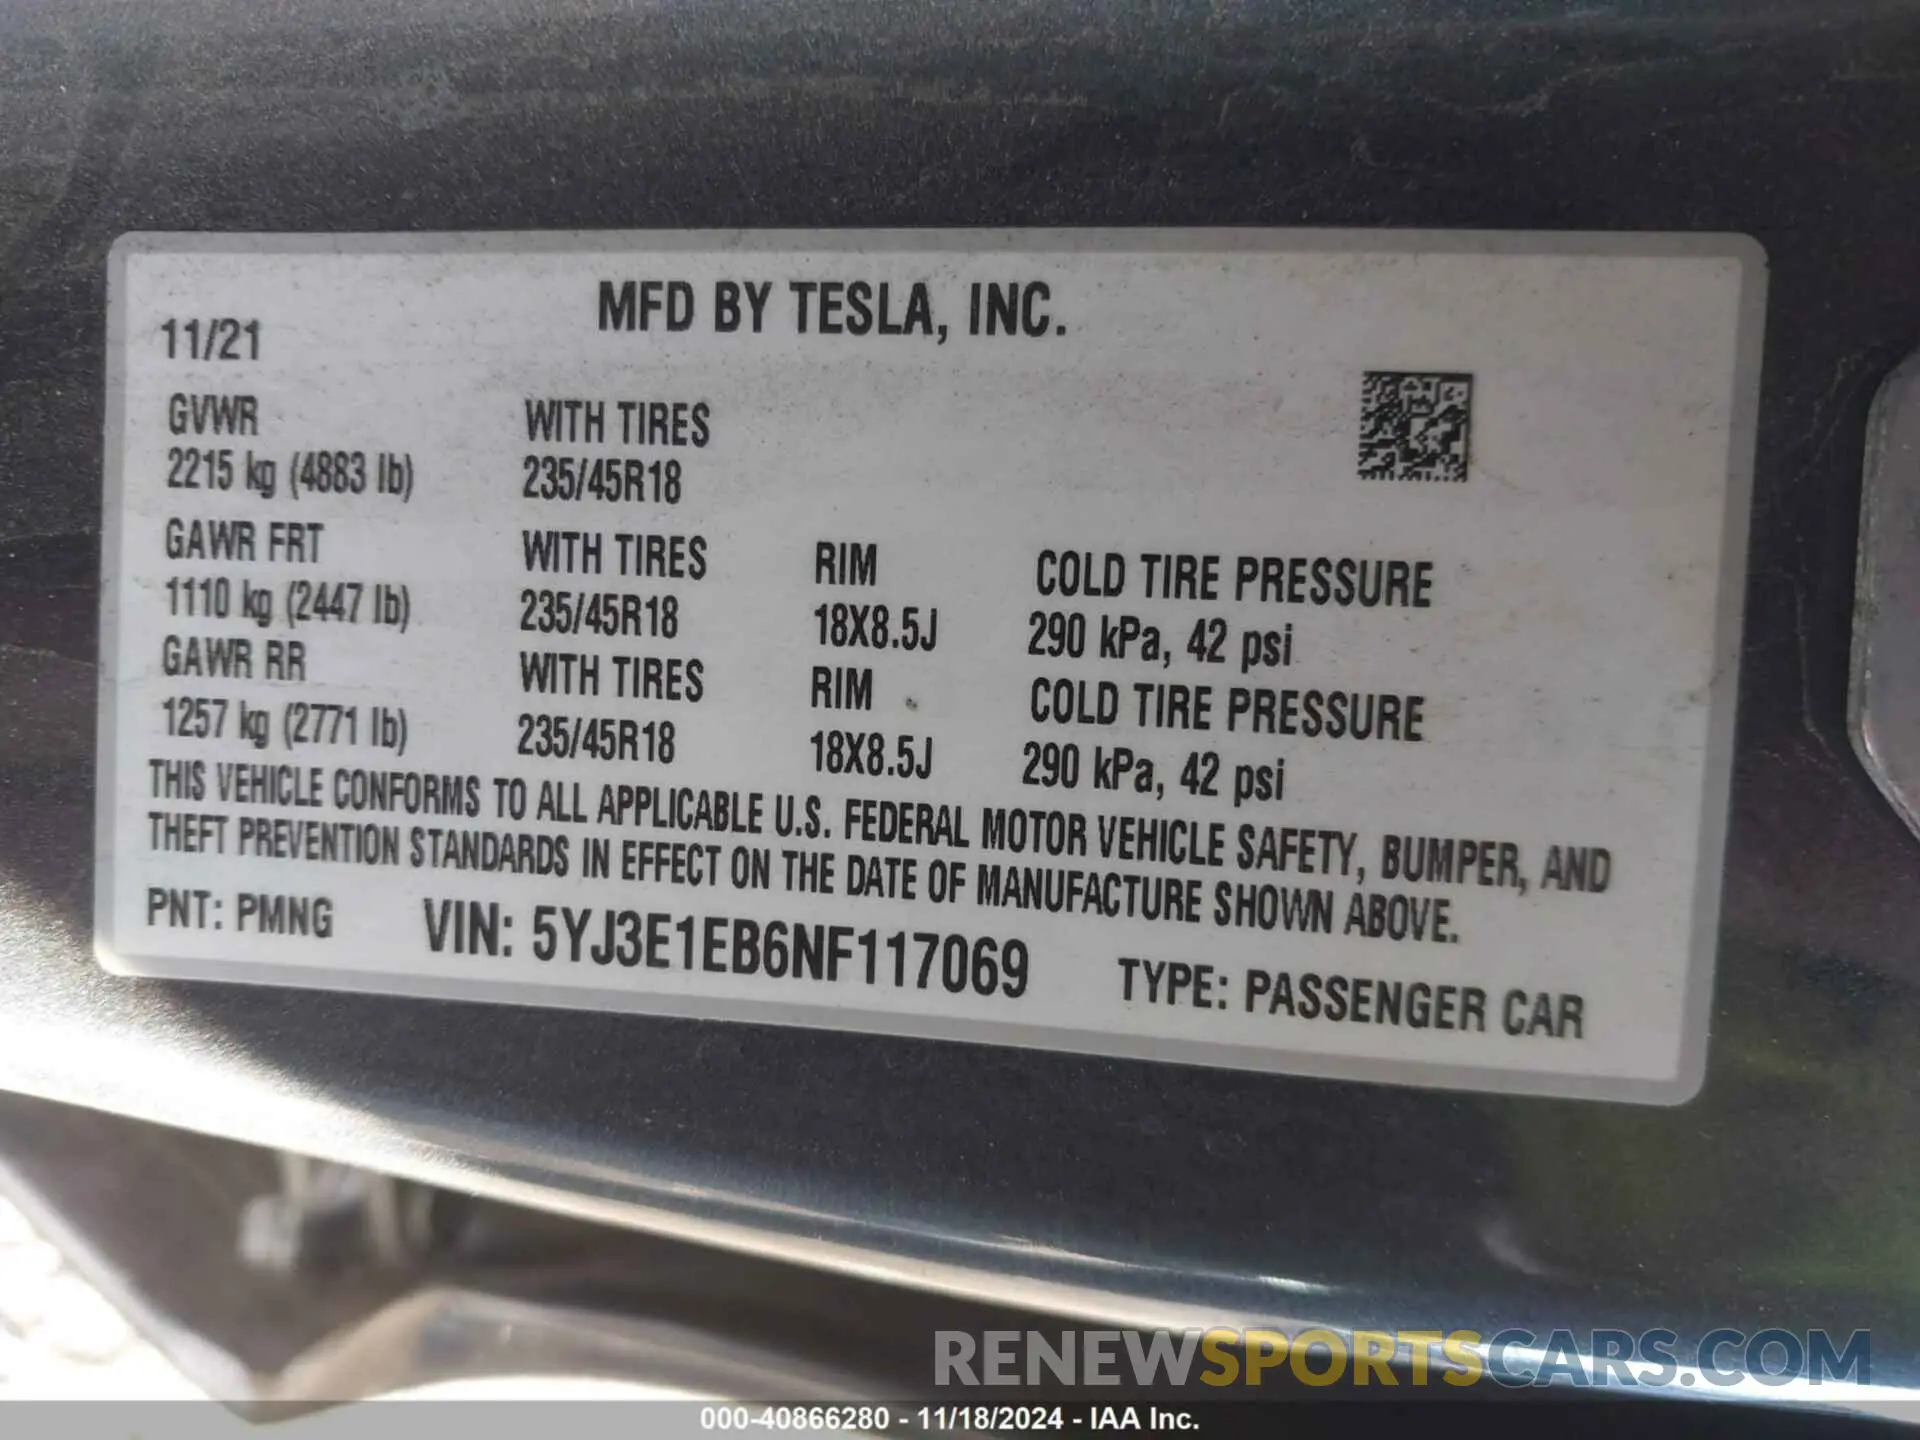 MFD BY TESLA, INC.
11/21
GVWR WITH TIRES
2215 kg (4883 lb) 235/45R18
GAWR FRT WITH TIRES RIM COLD TIRE PRESSURE
1110 kg (2447 lb) 235/45R18 18X8.5J 290 kPa, 42 psi
GAWR RR WITH TIRES RIM COLD TIRE PRESSURE
1257 kg (2771 lb) 235/45R18 18X8.5J 290 kPa, 42 psi
THIS VEHICLE CONFORMS TO ALL APPLICABLE U.S. FEDERAL MOTOR VEHICLE SAFETY, BUMPER, AND
THEFT PREVENTION STANDARDS IN EFFECT ON THE DATE OF MANUFACTURE SHOWN ABOVE.
PNT: PMNG VIN: 5YJ3E1EB6NF117069 TYPE: PASSENGER CAR
RENEWSPORTSCARS.COM
000-40866280 - 11/18/2024 - IAA Inc.